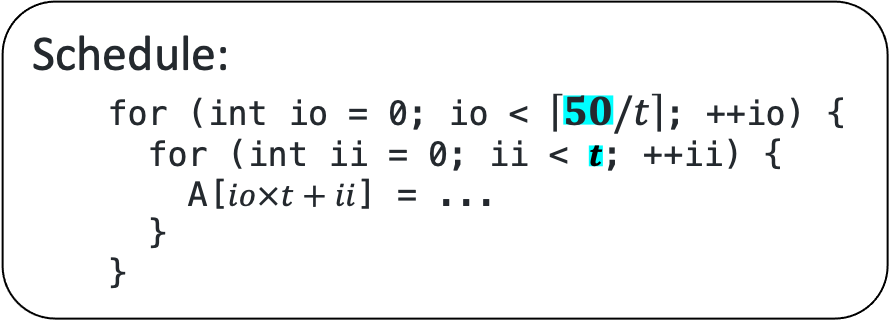 Schedule:
for (int io = 0; io < ⌈50/t⌉; ++io) {
for (int ii = 0; ii < t; ++ii) {
A[io×t + ii] = ...
}
}